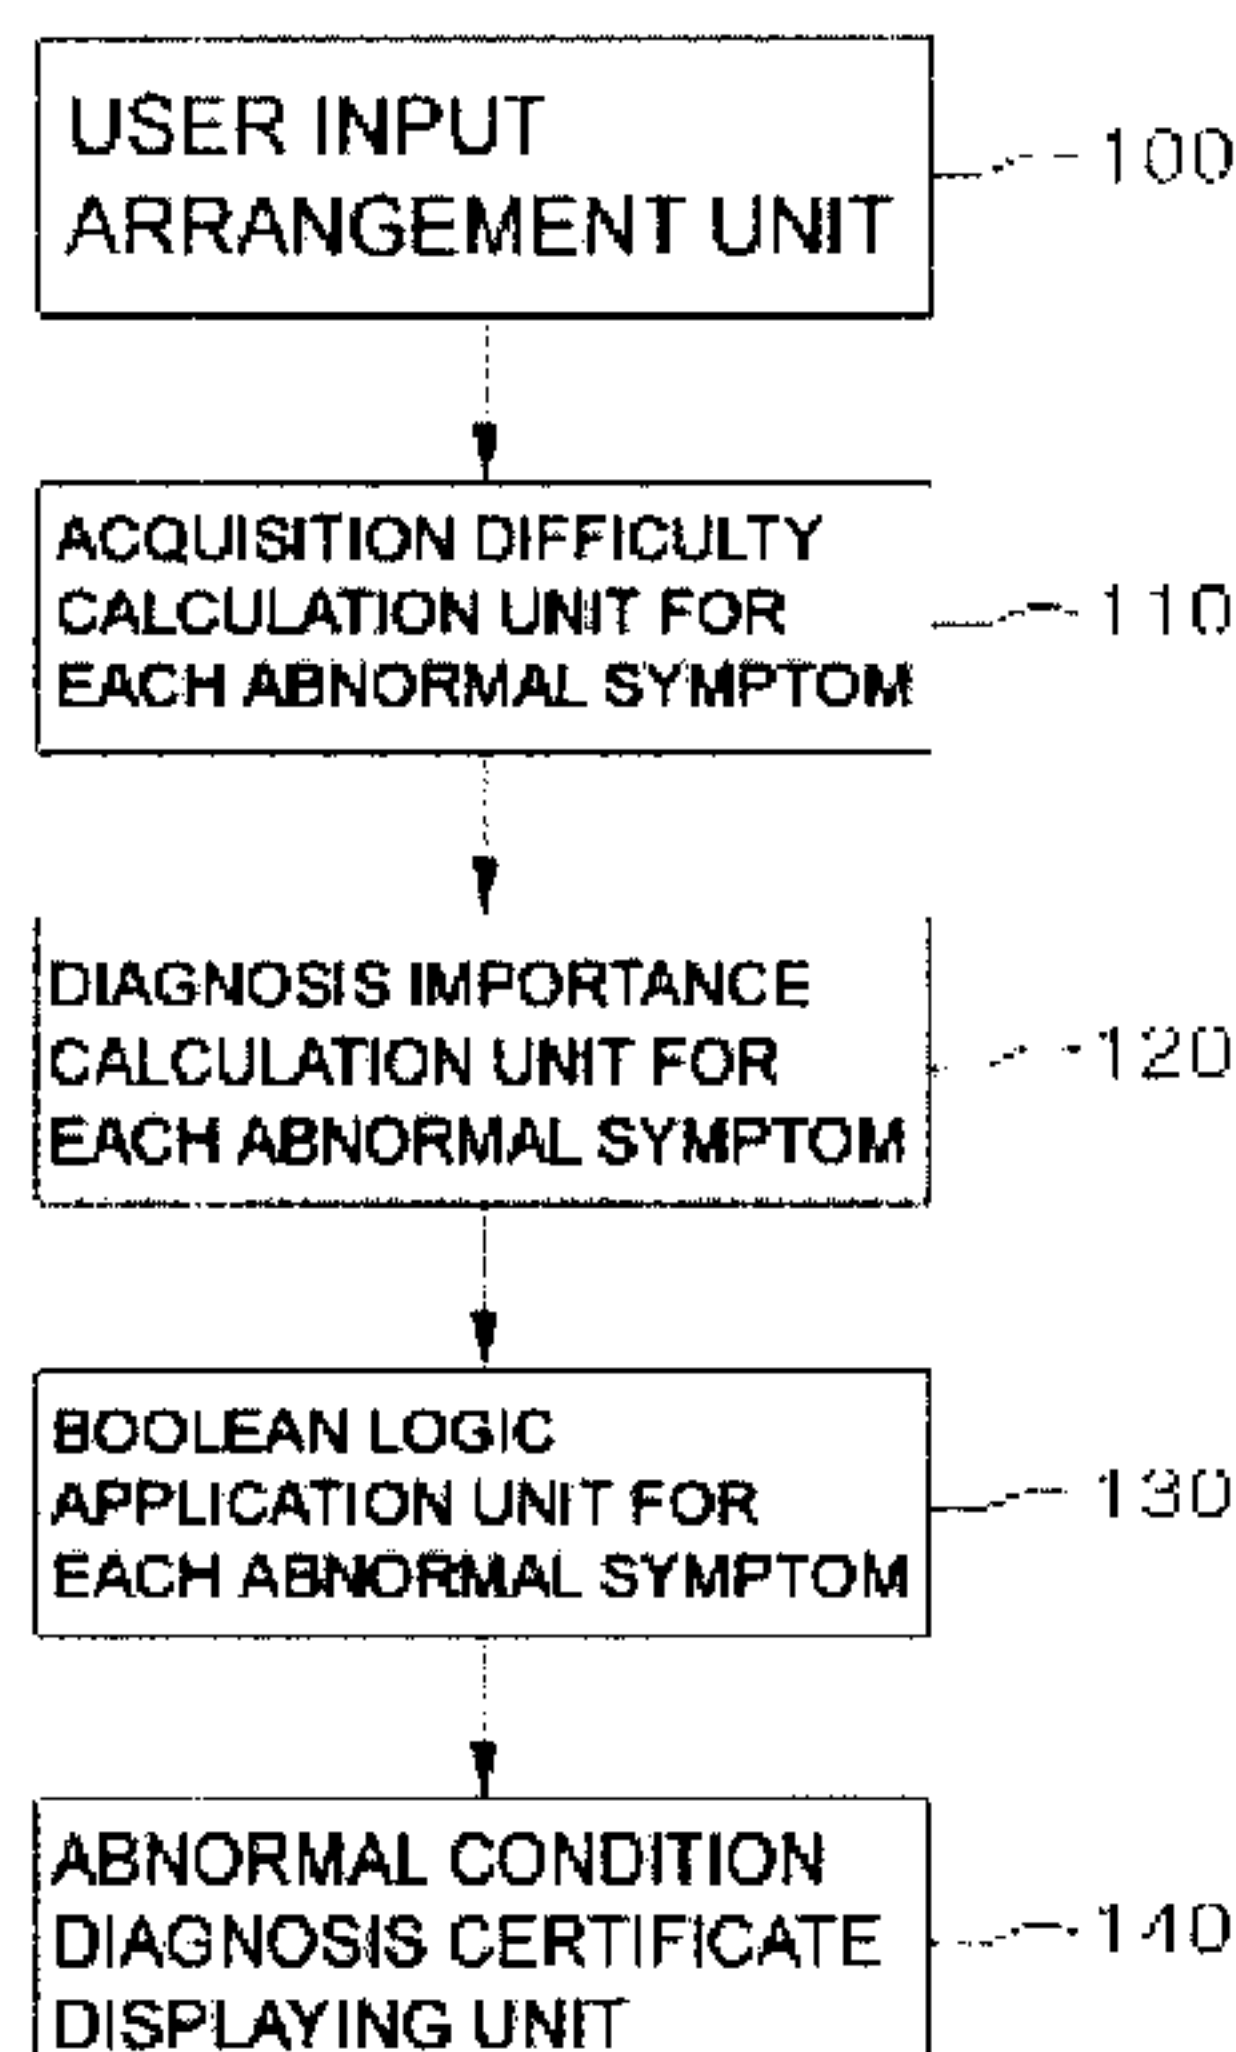 USER INPUT
ARRANGEMENT UNIT
100
ACQUISITION DIFFICULTY
CALCULATION UNIT FOR
EACH ABNORMAL SYMPTOM
110
DIAGNOSIS IMPORTANCE
CALCULATION UNIT FOR
EACH ABNORMAL SYMPTOM
120
BOOLEAN LOGIC
APPLICATION UNIT FOR
EACH ABNORMAL SYMPTOM
130
ABNORMAL CONDITION
DIAGNOSIS CERTIFICATE
DISPLAYING UNIT
140